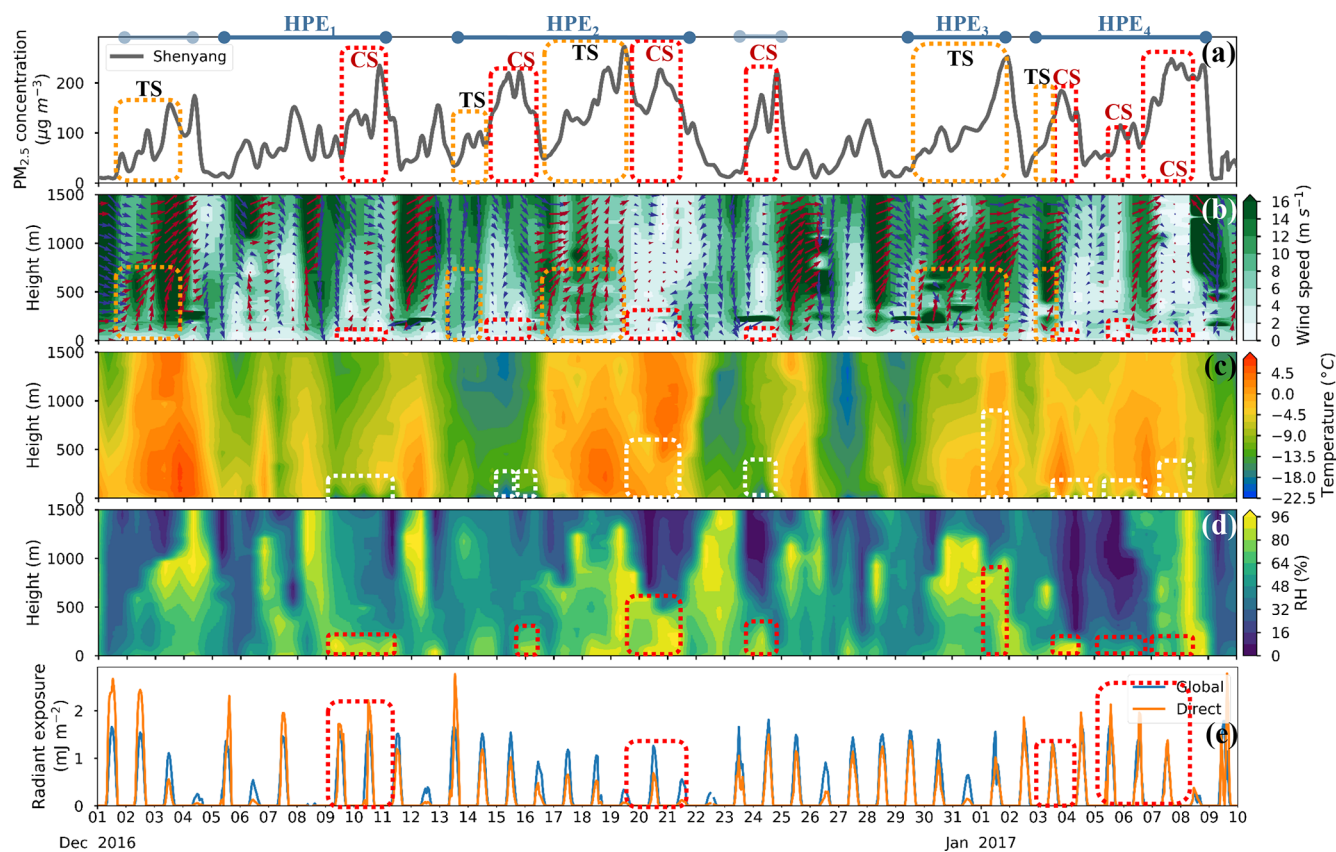 HPE1 HPE2 HPE3 HPE4
Shenyang
(a)
TS CS TS CS TS CS CS TS TS CS CS CS
PM2.5 concentration
(μg m−3)
200
100
0
(b)
Height (m)
1500
1000
500
0
16
14
12
10
8
6
4
2
0
Wind speed (m s−1)
(c)
Height (m)
1500
1000
500
0
4.5
0.0
−4.5
−9.0
−13.5
−18.0
−22.5
Temperature (°C)
(d)
Height (m)
1500
1000
500
0
96
80
64
48
32
16
0
RH (%)
(e)
Global
Direct
Radiant exposure
(mJ m−2)
2
1
0
01 02 03 04 05 06 07 08 09 10 11 12 13 14 15 16 17 18 19 20 21 22 23 24 25 26 27 28 29 30 31 01 02 03 04 05 06 07 08 09 10
Dec 2016 Jan 2017